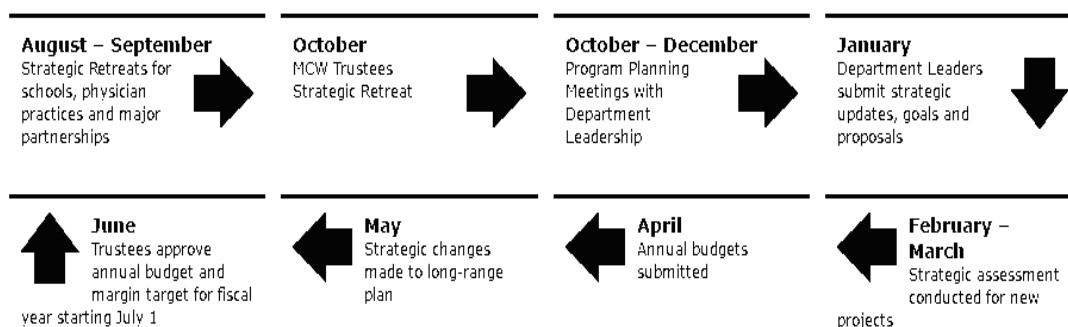 August – September
Strategic Retreats for
schools, physician
practices and major
partnerships
October
MCW Trustees
Strategic Retreat
October – December
Program Planning
Meetings with
Department
Leadership
January
Department Leaders
submit strategic
updates, goals and
proposals
June
Trustees approve
annual budget and
margin target for fiscal
year starting July 1
May
Strategic changes
made to long-range
plan
April
Annual budgets
submitted
February –
March
Strategic assessment
conducted for new
projects